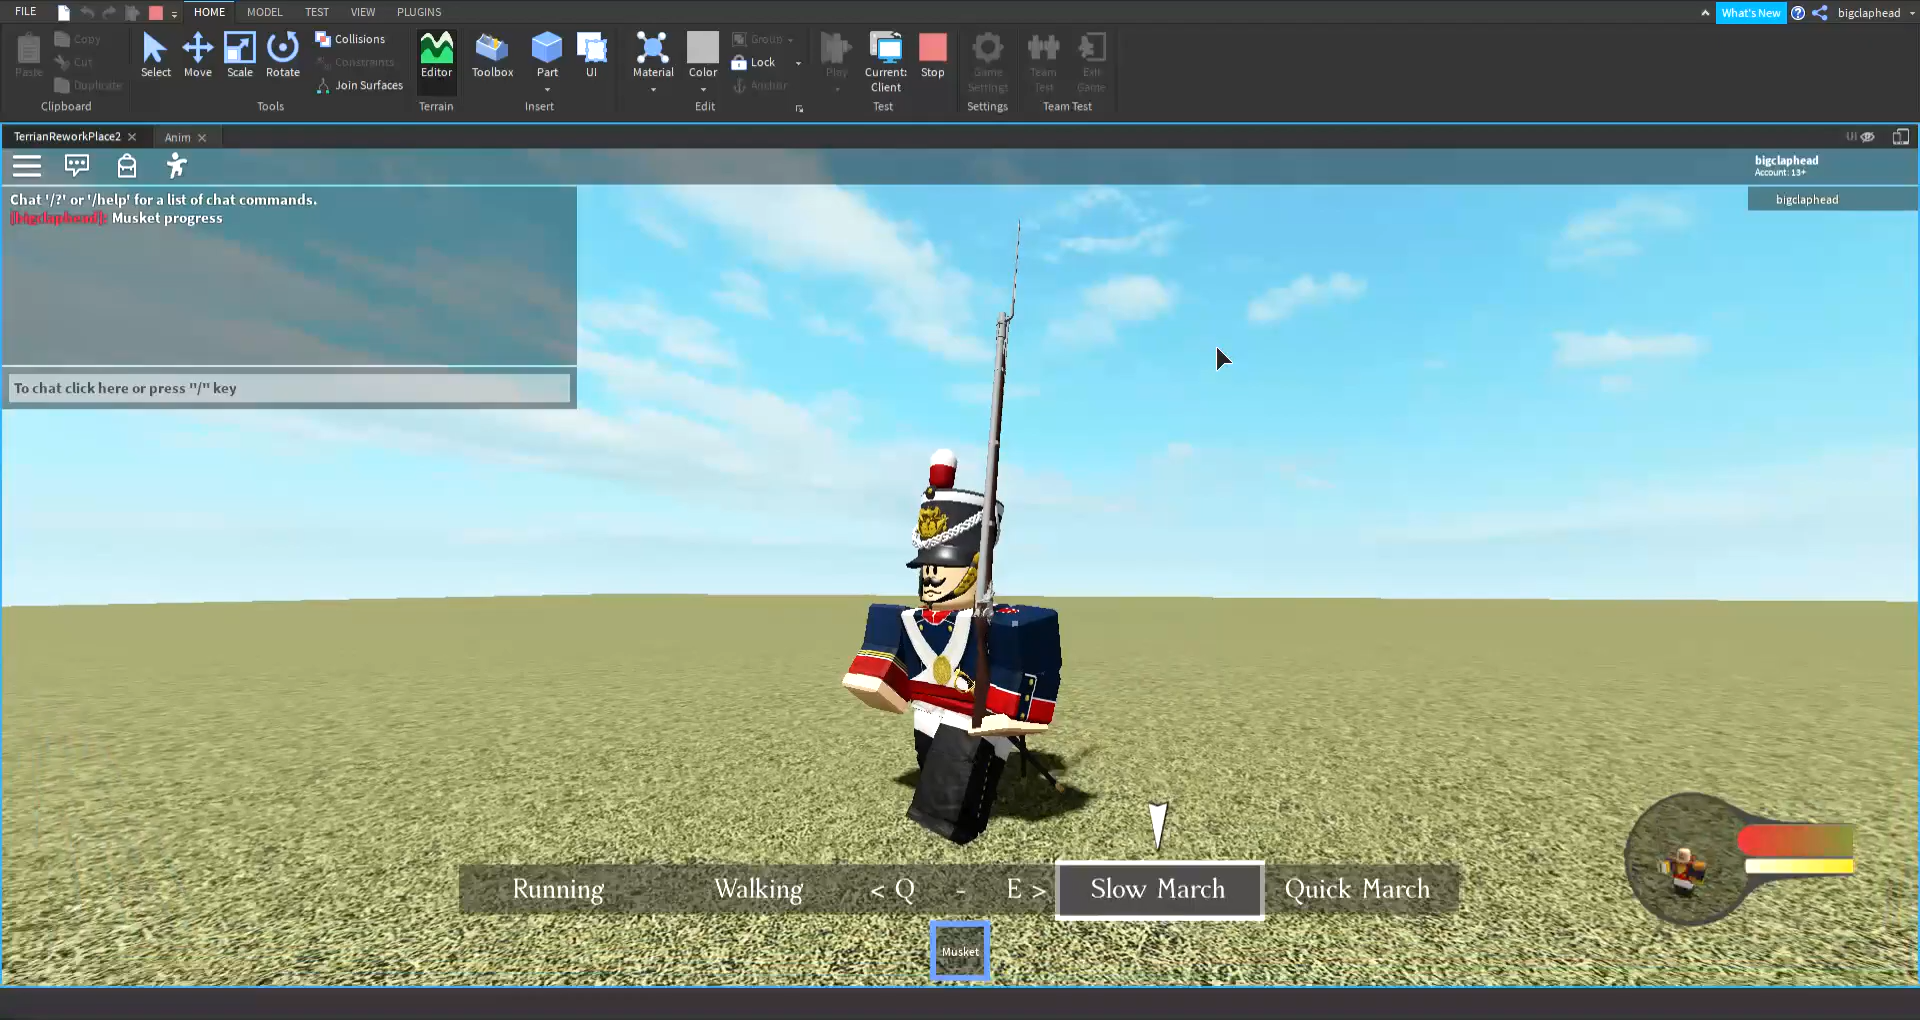 FILE HOME MODEL TEST VIEW PLUGINS What's New bigclaphead
Paste Copy Cut Duplicate
Clipboard
Select Move Scale Rotate Collisions Constraints Join Surfaces
Tools
Editor
Terrain
Toolbox Part UI
Insert
Material Color Group Lock Anchor
Edit
Play Current: Client Stop
Test
Game Settings
Settings
Team Test Exit Game
Team Test
TerrianReworkPlace2 Anim UI
bigclaphead
Account: 13+
bigclaphead
Chat '/?' or '/help' for a list of chat commands.
[bigclaphead]: Musket progress
To chat click here or press "/" key
Running Walking < Q - E > Slow March Quick March
Musket